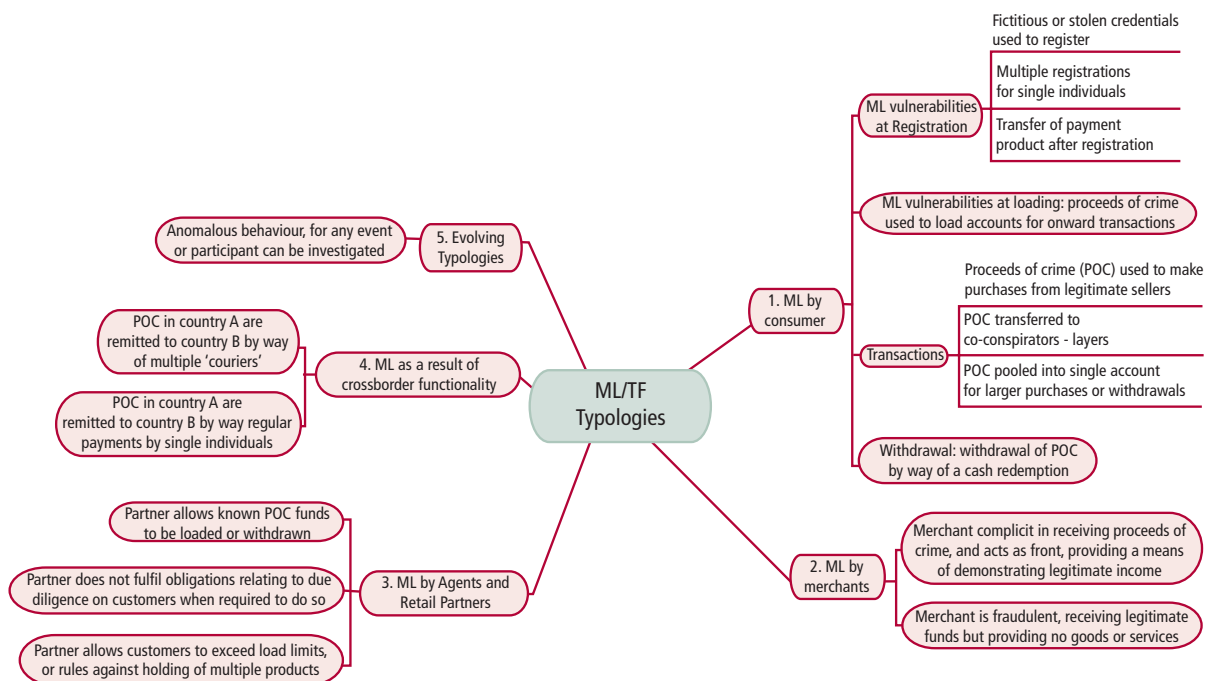 ML/TF
Typologies
1. ML by
consumer
ML vulnerabilities
at Registration
Fictitious or stolen credentials
used to register
Multiple registrations
for single individuals
Transfer of payment
product after registration
ML vulnerabilities at loading: proceeds of crime
used to load accounts for onward transactions
Transactions
Proceeds of crime (POC) used to make
purchases from legitimate sellers
POC transferred to
co-conspirators - layers
POC pooled into single account
for larger purchases or withdrawals
Withdrawal: withdrawal of POC
by way of a cash redemption
2. ML by
merchants
Merchant complicit in receiving proceeds of
crime, and acts as front, providing a means
of demonstrating legitimate income
Merchant is fraudulent, receiving legitimate
funds but providing no goods or services
3. ML by Agents and
Retail Partners
Partner allows known POC funds
to be loaded or withdrawn
Partner does not fulfil obligations relating to due
diligence on customers when required to do so
Partner allows customers to exceed load limits,
or rules against holding of multiple products
4. ML as a result of
crossborder functionality
POC in country A are
remitted to country B by way
of multiple ‘couriers’
POC in country A are
remitted to country B by way regular
payments by single individuals
5. Evolving
Typologies
Anomalous behaviour, for any event
or participant can be investigated